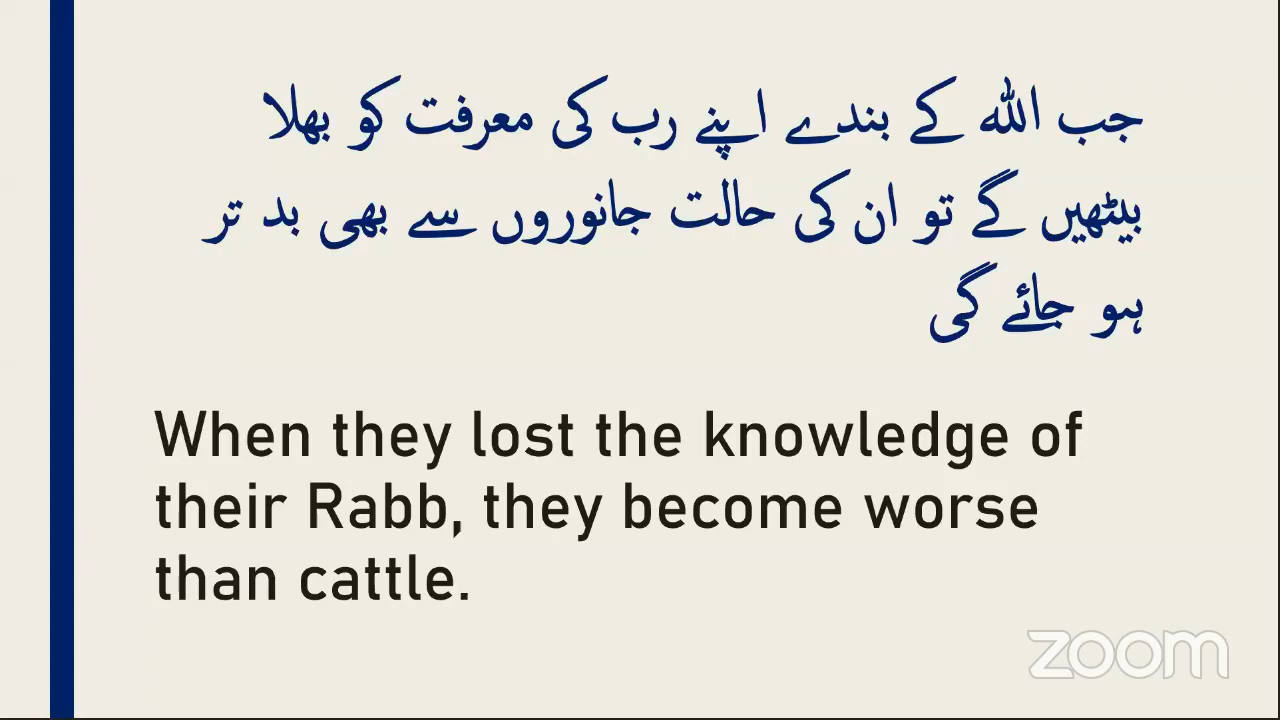 جب اللہ کے بندے اپنے رب کی معرفت کو بھلا
بیٹھیں گے تو ان کی حالت جانوروں سے بھی بد تر
ہو جائے گی
When they lost the knowledge of
their Rabb, they become worse
than cattle.
zoom